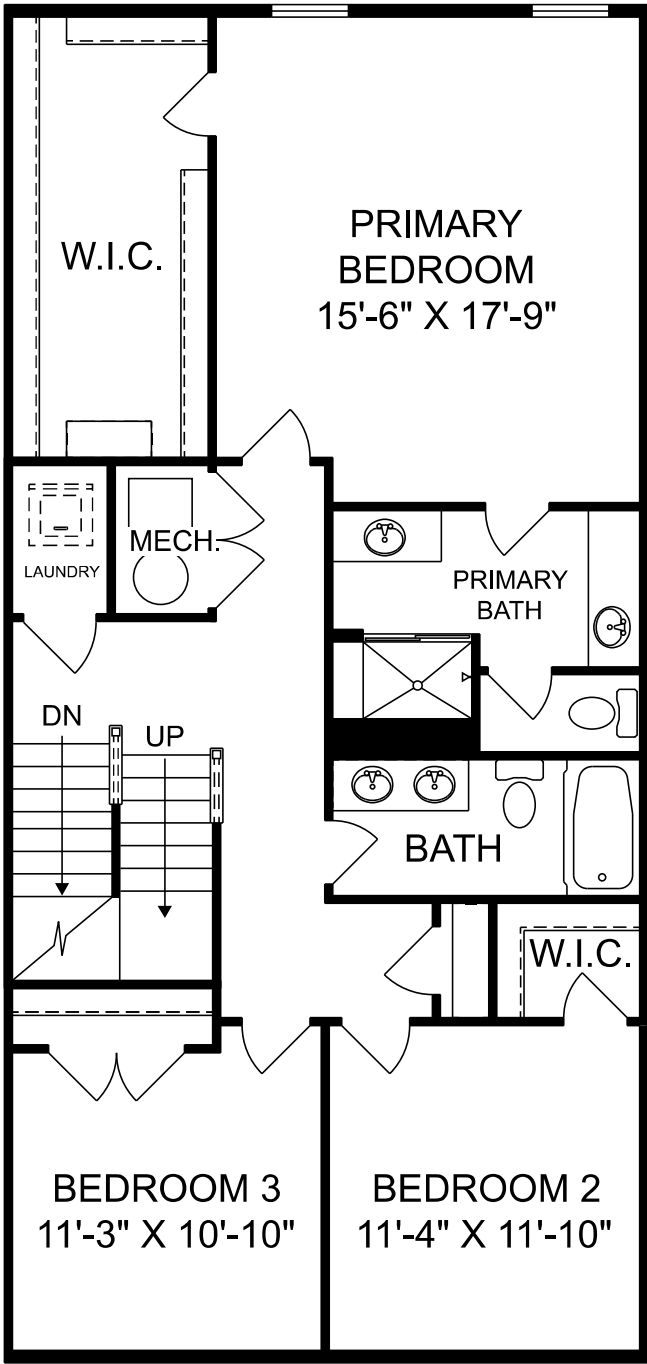 PRIMARY
BEDROOM
15'-6" X 17'-9"
W.I.C.
MECH.
LAUNDRY
PRIMARY
BATH
DN
UP
BATH
W.I.C.
BEDROOM 3
11'-3" X 10'-10"
BEDROOM 2
11'-4" X 11'-10"